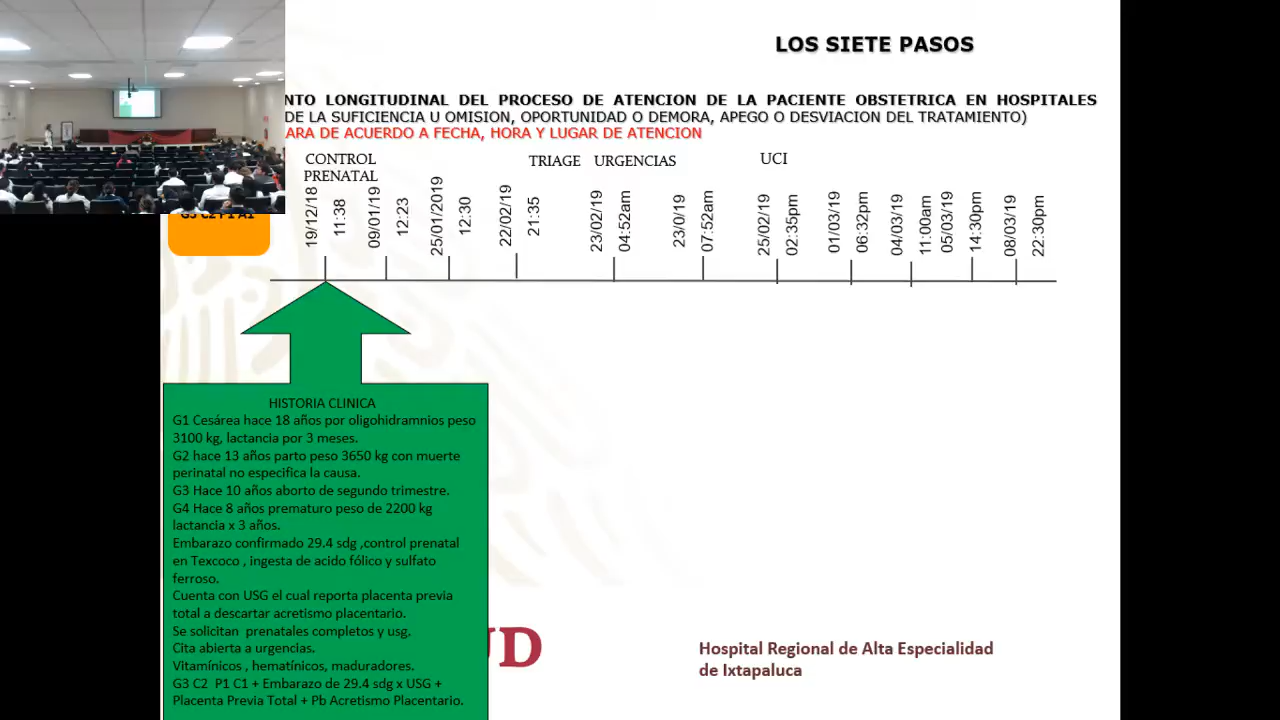 LOS SIETE PASOS
NTO LONGITUDINAL DEL PROCESO DE ATENCION DE LA PACIENTE OBSTETRICA EN HOSPITALES
DE LA SUFICIENCIA U OMISION, OPORTUNIDAD O DEMORA, APEGO O DESVIACION DEL TRATAMIENTO)
ARA DE ACUERDO A FECHA, HORA Y LUGAR DE ATENCION
CONTROL
PRENATAL
TRIAGE URGENCIAS
UCI
19/12/18
11:38
09/01/19
12:23
25/01/2019
12:30
22/02/19
21:35
23/02/19
04:52am
23/0/19
07:52am
25/02/19
02:35pm
01/03/19
06:32pm
04/03/19
11:00am
05/03/19
14:30pm
08/03/19
22:30pm
HISTORIA CLINICA
G1 Cesárea hace 18 años por oligohidramnios peso
3100 kg, lactancia por 3 meses.
G2 hace 13 años parto peso 3650 kg con muerte
perinatal no especifica la causa.
G3 Hace 10 años aborto de segundo trimestre.
G4 Hace 8 años prematuro peso de 2200 kg
lactancia x 3 años.
Embarazo confirmado 29.4 sdg ,control prenatal
en Texcoco , ingesta de acido fólico y sulfato
ferroso.
Cuenta con USG el cual reporta placenta previa
total a descartar acretismo placentario.
Se solicitan prenatales completos y usg,
Cita abierta a urgencias.
Vitamínicos , hematínicos, maduradores.
G3 C2 P1 C1 + Embarazo de 29.4 sdg x USG +
Placenta Previa Total + Pb Acretismo Placentario.
UD
Hospital Regional de Alta Especialidad
de Ixtapaluca